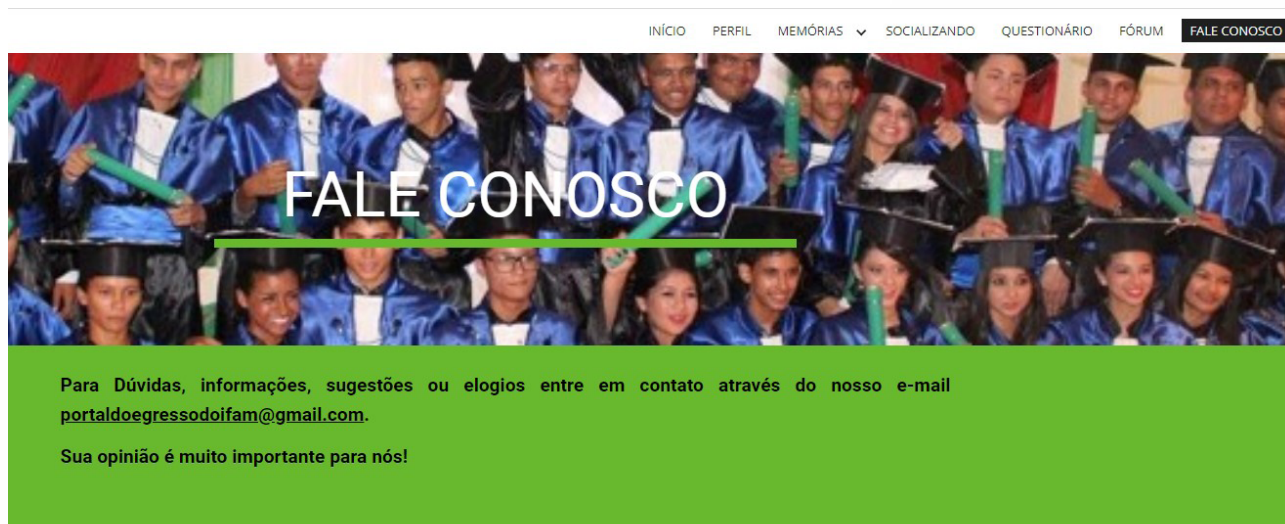 INÍCIO PERFIL MEMÓRIAS SOCIALIZANDO QUESTIONÁRIO FÓRUM FALE CONOSCO
FALE CONOSCO
Para Dúvidas, informações, sugestões ou elogios entre em contato através do nosso e-mail
portaldoegressodoifam@gmail.com.
Sua opinião é muito importante para nós!